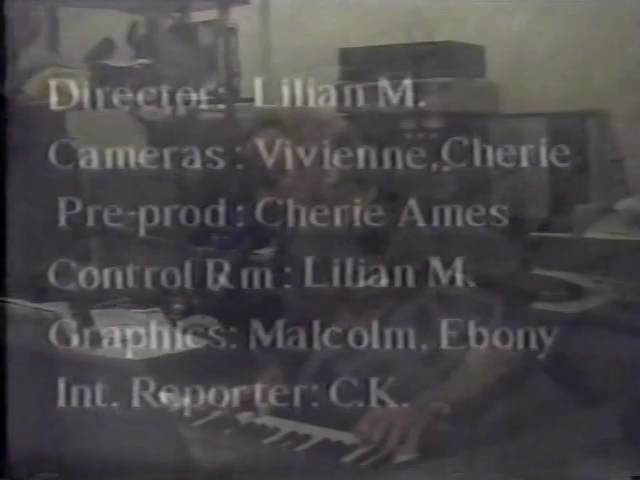 Director: Lilian M.
Cameras: Vivienne, Cherie
Pre-prod: Cherie Ames
Control Rm: Lilian M.
Graphics: Malcolm, Ebony
Int. Reporter: C.K.